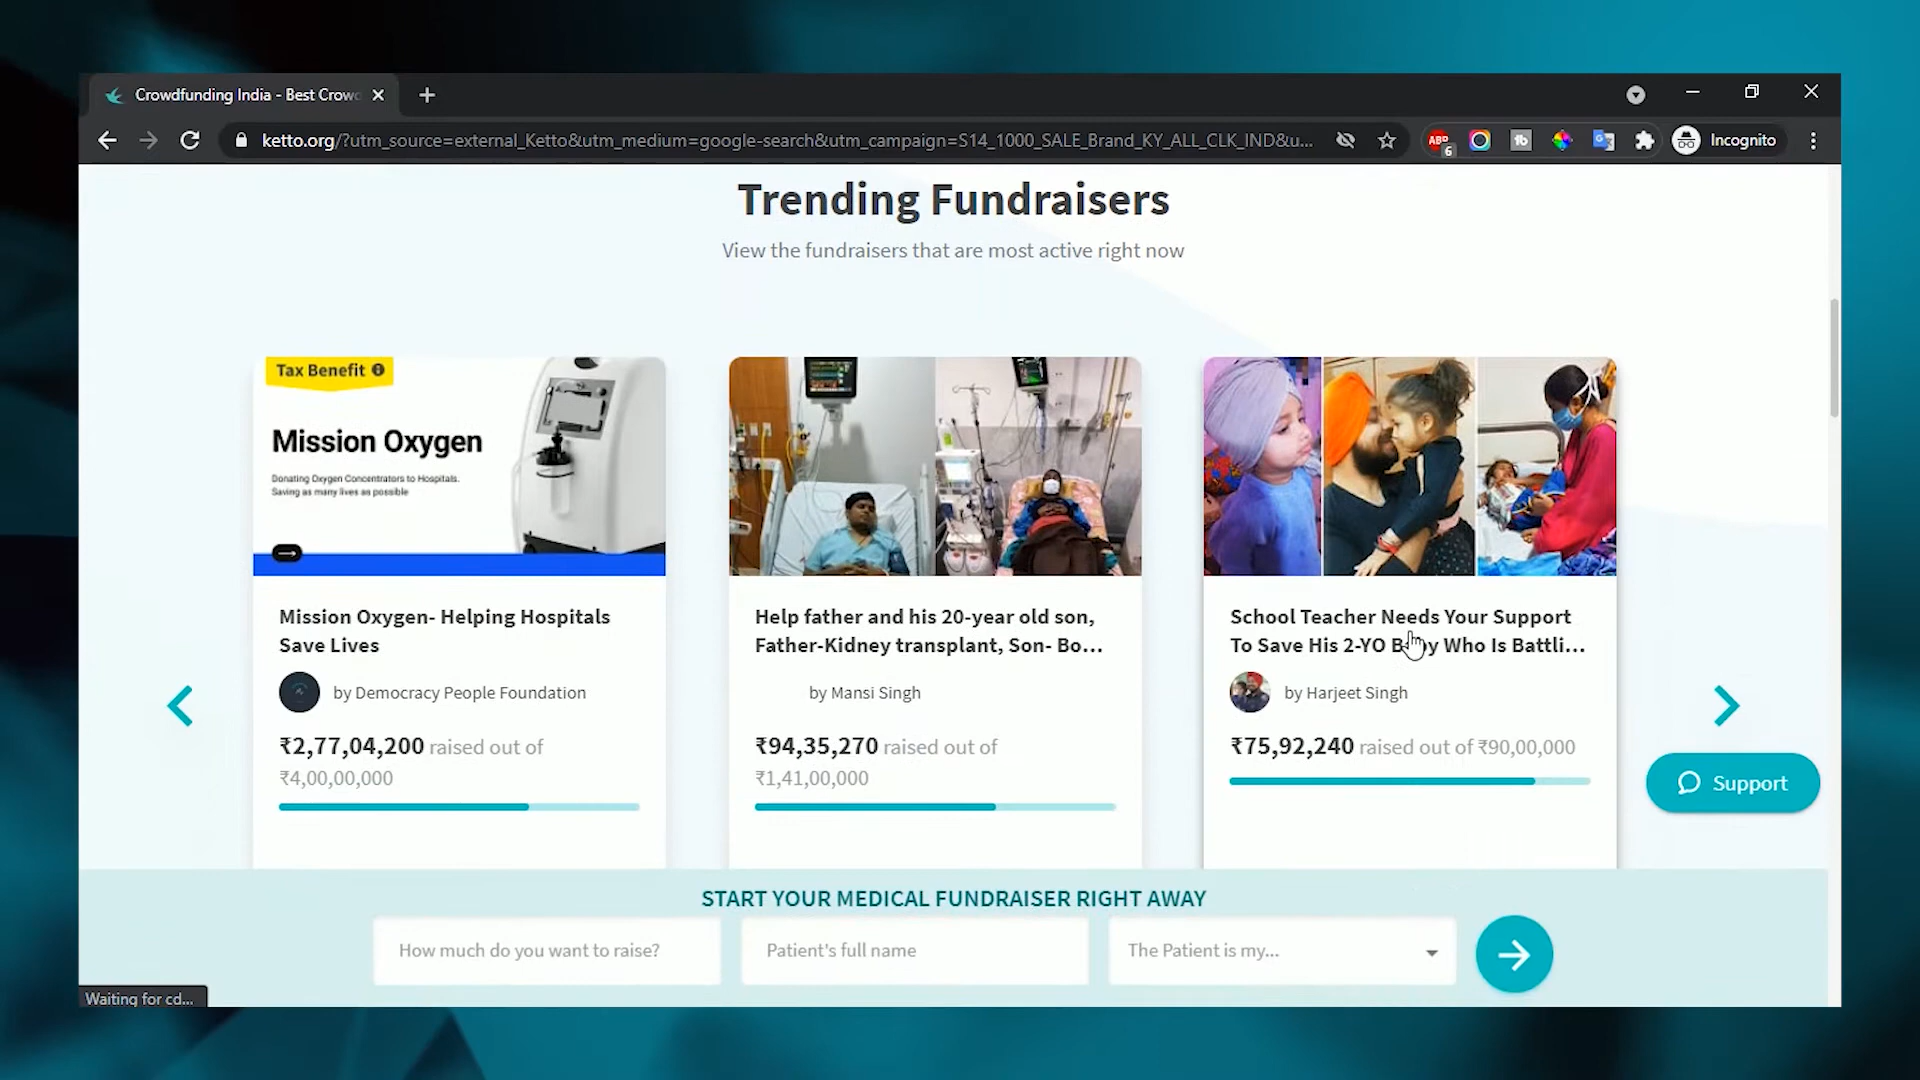 Crowdfunding India - Best Crow
ketto.org/?utm_source=external_Ketto&utm_medium=google-search&utm_campaign=S14_1000_SALE_Brand_KY_ALL_CLK_IND&u...
ABP
6
Incognito
Trending Fundraisers
View the fundraisers that are most active right now
Tax Benefit
Mission Oxygen
Donating Oxygen Concentrators to Hospitals.
Saving as many lives as possible
Mission Oxygen- Helping Hospitals
Save Lives
by Democracy People Foundation
₹2,77,04,200 raised out of
₹4,00,00,000
Help father and his 20-year old son,
Father-Kidney transplant, Son- Bo...
by Mansi Singh
₹94,35,270 raised out of
₹1,41,00,000
School Teacher Needs Your Support
To Save His 2-YO Baby Who Is Battli...
by Harjeet Singh
₹75,92,240 raised out of ₹90,00,000
Support
START YOUR MEDICAL FUNDRAISER RIGHT AWAY
How much do you want to raise?
Patient's full name
The Patient is my...
Waiting for cd...